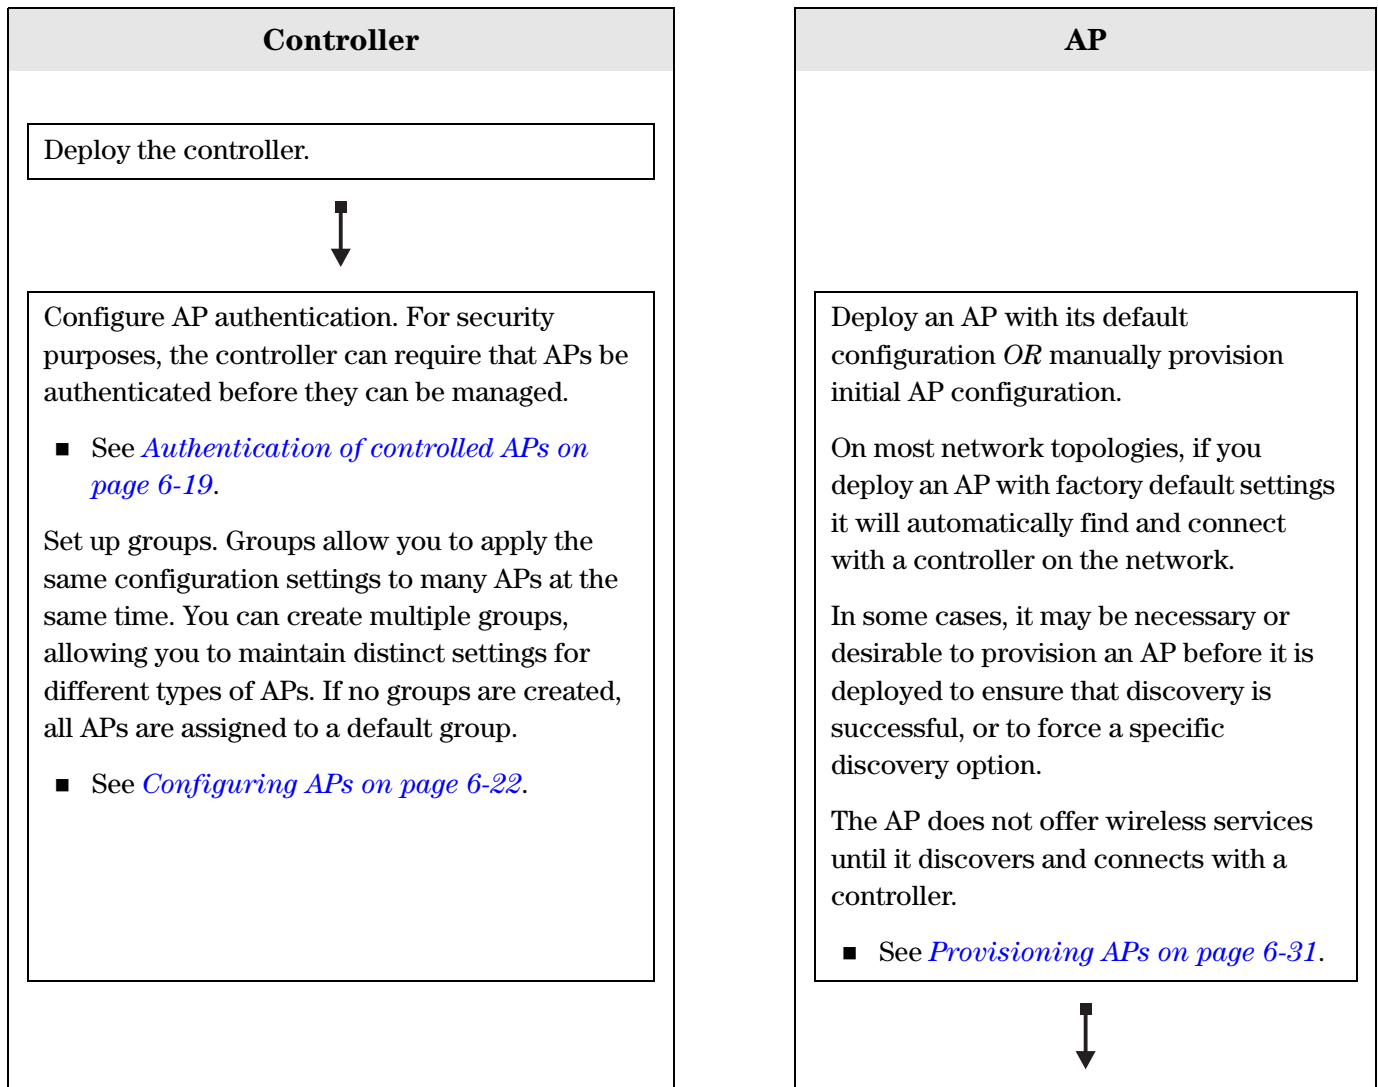 Controller
Deploy the controller.
Configure AP authentication. For security
purposes, the controller can require that APs be
authenticated before they can be managed.
■ See Authentication of controlled APs on
page 6-19.
Set up groups. Groups allow you to apply the
same configuration settings to many APs at the
same time. You can create multiple groups,
allowing you to maintain distinct settings for
different types of APs. If no groups are created,
all APs are assigned to a default group.
■ See Configuring APs on page 6-22.
AP
Deploy an AP with its default
configuration OR manually provision
initial AP configuration.
On most network topologies, if you
deploy an AP with factory default settings
it will automatically find and connect
with a controller on the network.
In some cases, it may be necessary or
desirable to provision an AP before it is
deployed to ensure that discovery is
successful, or to force a specific
discovery option.
The AP does not offer wireless services
until it discovers and connects with a
controller.
■ See Provisioning APs on page 6-31.